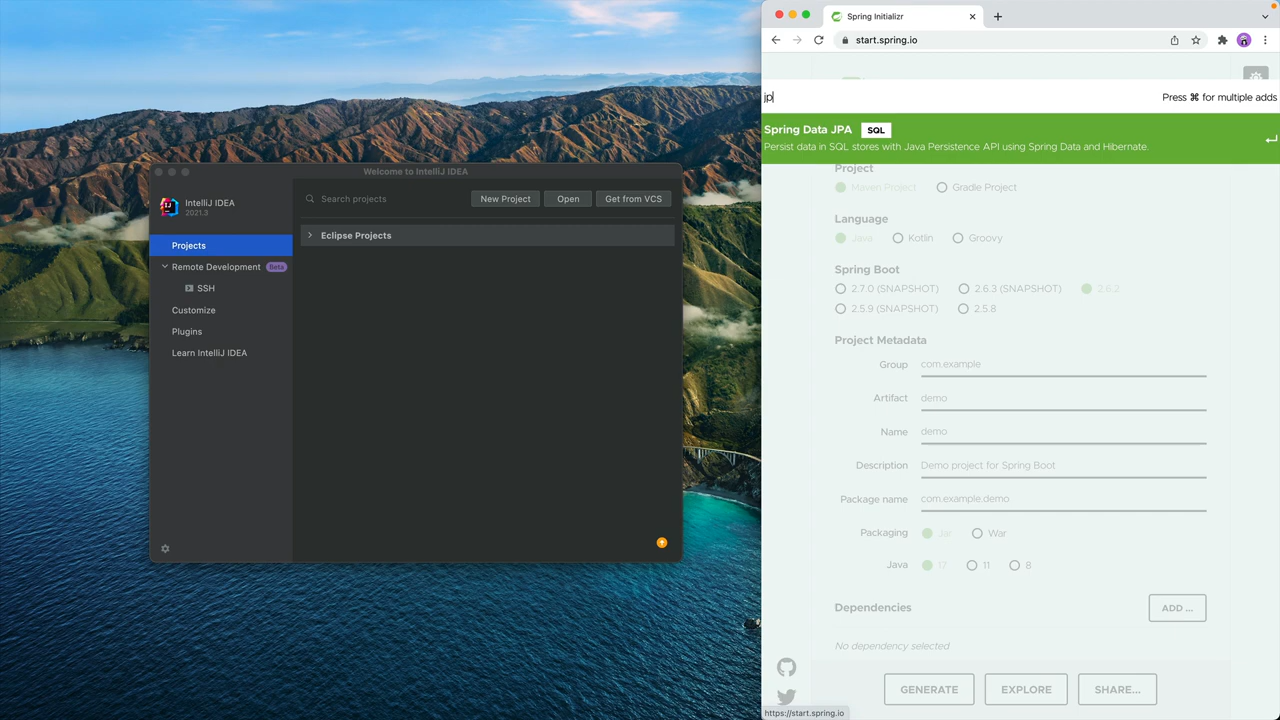 Welcome to IntelliJ IDEA
IntelliJ IDEA
2021.3
Search projects
New Project
Open
Get from VCS
Projects
Eclipse Projects
Remote Development Beta
SSH
Customize
Plugins
Learn IntelliJ IDEA
Spring Initializr
start.spring.io
jp
Press ⌘ for multiple adds
Spring Data JPA SQL
Persist data in SQL stores with Java Persistence API using Spring Data and Hibernate.
Project
Maven Project Gradle Project
Language
Java Kotlin Groovy
Spring Boot
2.7.0 (SNAPSHOT) 2.6.3 (SNAPSHOT) 2.6.2
2.5.9 (SNAPSHOT) 2.5.8
Project Metadata
Group com.example
Artifact demo
Name demo
Description Demo project for Spring Boot
Package name com.example.demo
Packaging Jar War
Java 17 11 8
Dependencies ADD ...
No dependency selected
GENERATE EXPLORE SHARE...
https://start.spring.io